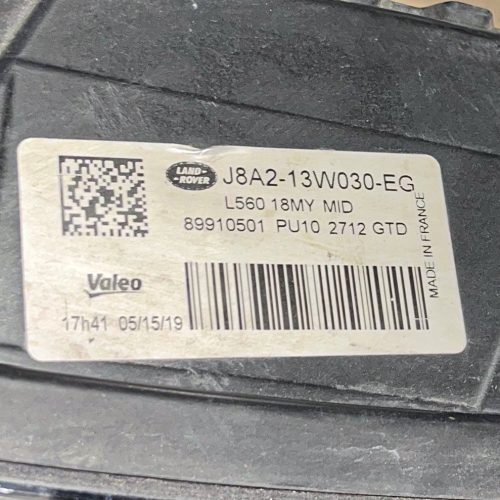 LAND-
-ROVER
J8A2-13W030-EG
L560 18MY MID
89910501 PU10 2712 GTD
MADE IN FRANCE
Valeo
17h41 05/15/19